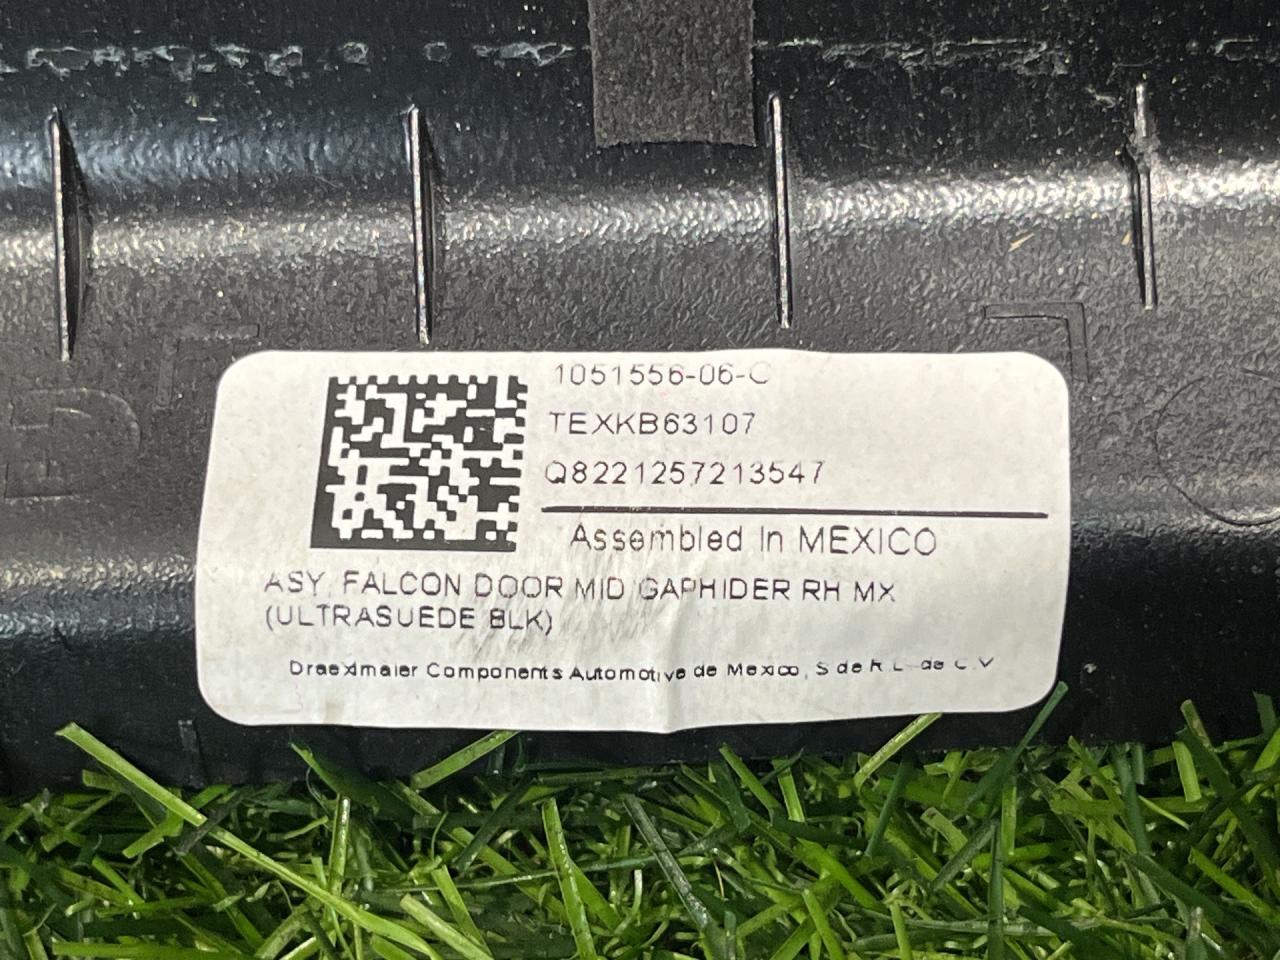 1051556-06-C
TEXKB63107
Q8221257213547
Assembled In MEXICO
ASY, FALCON DOOR MID GAPHIDER RH MX
(ULTRASUEDE BLK)
Draexlmaier Components Automotive de Mexico, S de R L de C.V